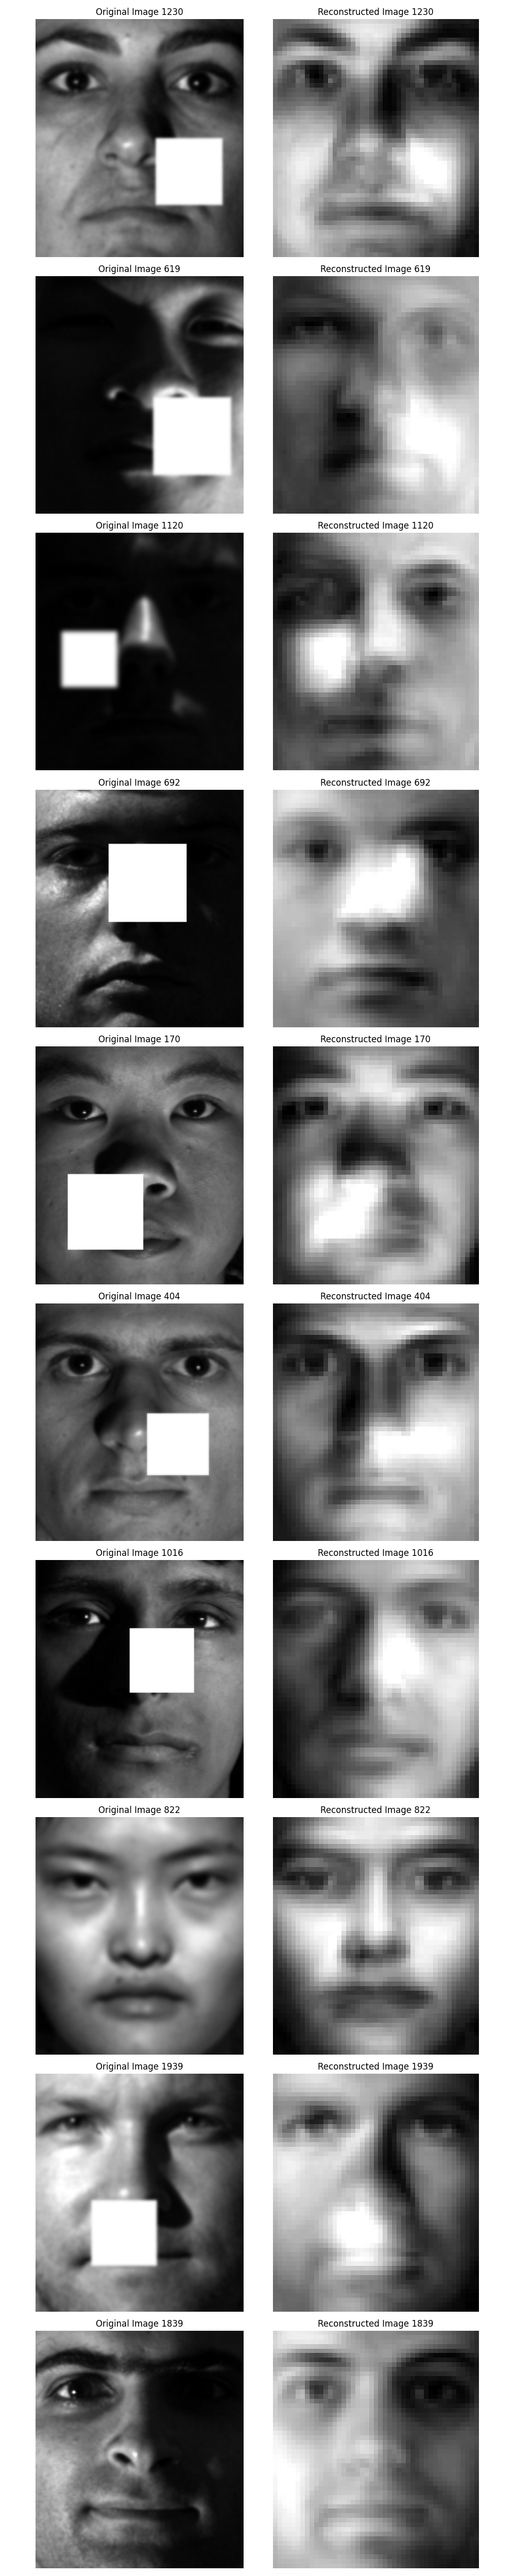 Original Image 1230
Reconstructed Image 1230
Original Image 619
Reconstructed Image 619
Original Image 1120
Reconstructed Image 1120
Original Image 692
Reconstructed Image 692
Original Image 170
Reconstructed Image 170
Original Image 404
Reconstructed Image 404
Original Image 1016
Reconstructed Image 1016
Original Image 822
Reconstructed Image 822
Original Image 1939
Reconstructed Image 1939
Original Image 1839
Reconstructed Image 1839